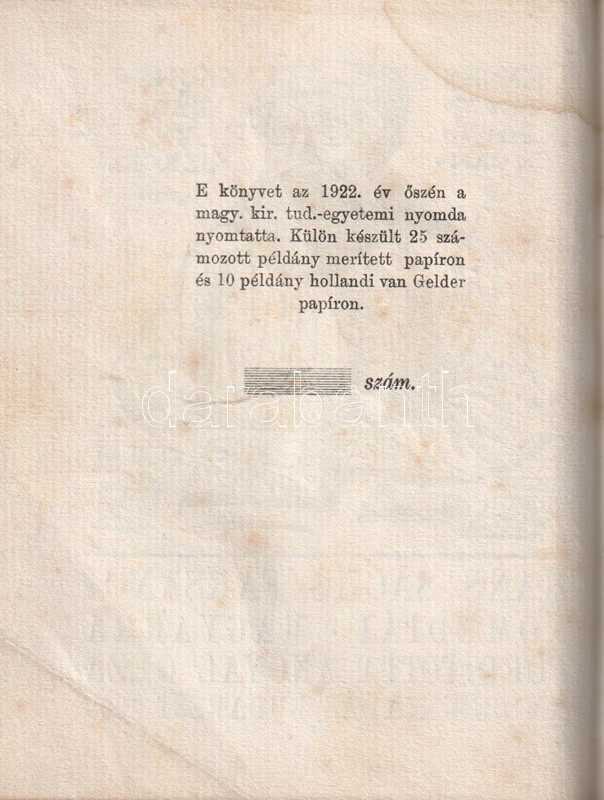 E könyvet az 1922. év őszén a
magy. kir. tud.-egyetemi nyomda
nyomtatta. Külön készült 25 szá-
mozott példány merített papíron
és 10 példány hollandi van Gelder
papíron.
szám.
darabanth